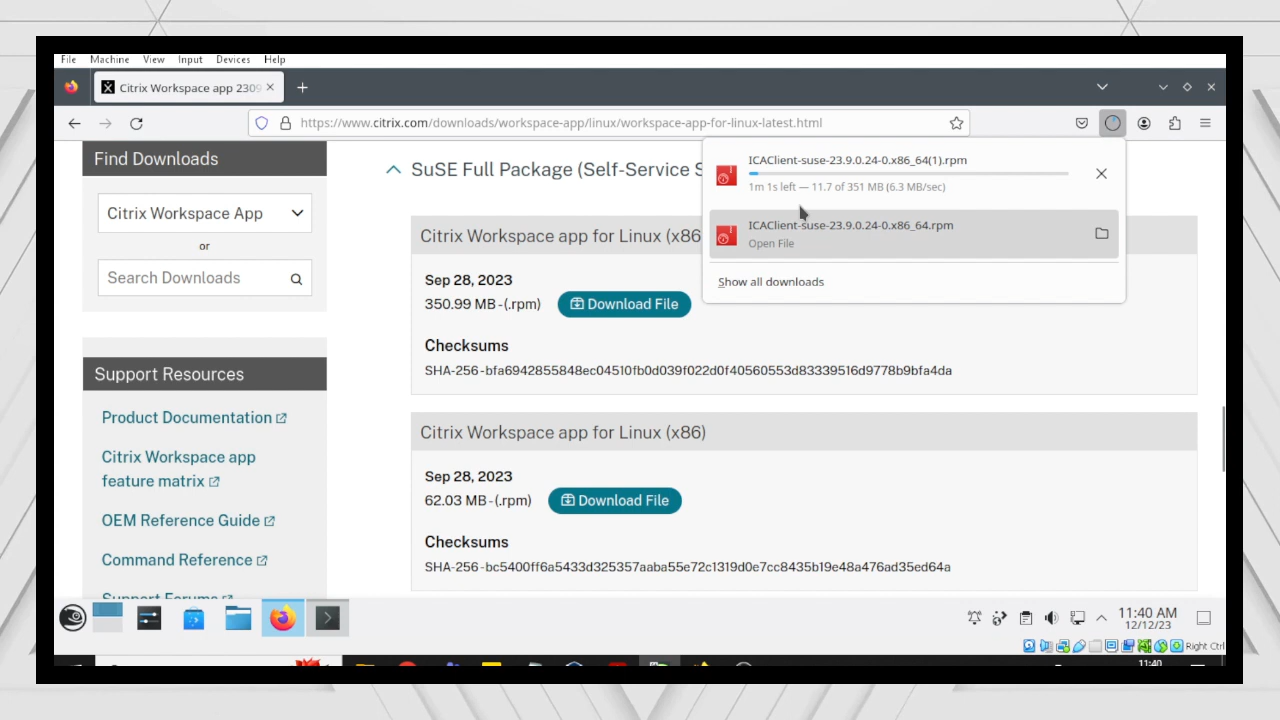 File Machine View Input Devices Help
Citrix Workspace app 2309
https://www.citrix.com/downloads/workspace-app/linux/workspace-app-for-linux-latest.html
Find Downloads
Citrix Workspace App
or
Search Downloads
Support Resources
Product Documentation
Citrix Workspace app
feature matrix
OEM Reference Guide
Command Reference
Support Forums
SuSE Full Package (Self-Service S
Citrix Workspace app for Linux (x86
Sep 28, 2023
350.99 MB - (.rpm) Download File
Checksums
SHA-256 - bfa6942855848ec04510fb0d039f022d0f40560553d83339516d9778b9bfa4da
Citrix Workspace app for Linux (x86)
Sep 28, 2023
62.03 MB - (.rpm) Download File
Checksums
SHA-256 - bc5400ff6a5433d325357aaba55e72c1319d0e7cc8435b19e48a476ad35ed64a
ICAClient-suse-23.9.0.24-0.x86_64(1).rpm
1m 1s left — 11.7 of 351 MB (6.3 MB/sec)
ICAClient-suse-23.9.0.24-0.x86_64.rpm
Open File
Show all downloads
11:40 AM
12/12/23
Right Ctrl
11:40